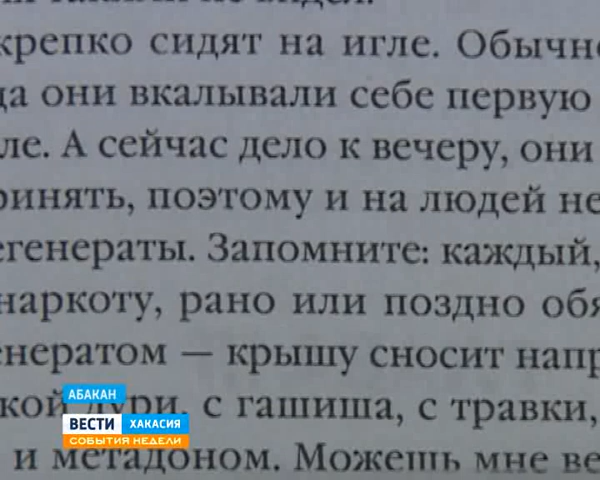 крепко сидят на игле. Обычно
да они вкалывали себе первую
ле. А сейчас дело к вечеру, они
ринять, поэтому и на людей не
егенераты. Запомните: каждый,
наркоту, рано или поздно обя
енератом — крышу сносит напр
кой дури, с гашиша, с травки,
и метадоном. Можешь мне ве
АБАКАН
ВЕСТИ ХАКАСИЯ
СОБЫТИЯ НЕДЕЛИ